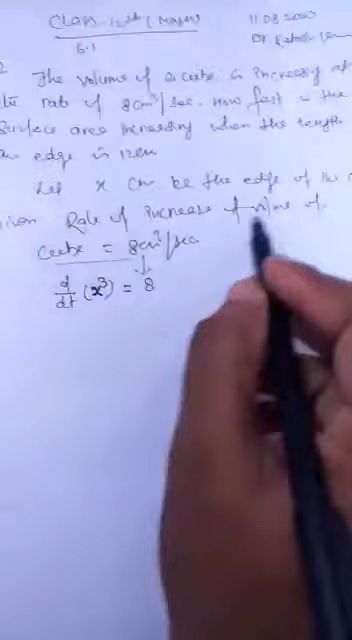 CLASS 12th (Maths)
6.1
The volume of a cube is increasing at
rate of 8cm³/sec. How fast is the
surface area increasing when the length
an edge is 12cm
Let x cm be the edge of the
Rate of increase of volume of
cube = 8cm³/sec
↓
d/dt (x³) = 8